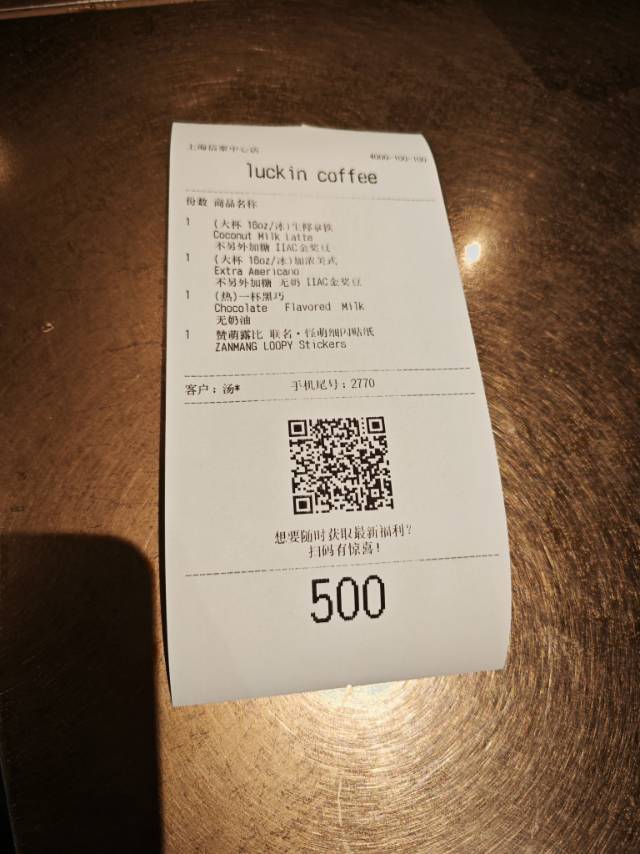 上海信泰中心店
4000-100-100
luckin coffee
份数 商品名称
1 (大杯 16oz/冰)生椰拿铁
Coconut Milk Latte
不另外加糖 IIAC金奖豆
1 (大杯 16oz/冰)加浓美式
Extra Americano
不另外加糖 无奶 IIAC金奖豆
1 (热)一杯黑巧
Chocolate Flavored Milk
无奶油
1 赞萌露比 联名·怪萌细闪贴纸
ZANMANG LOOPY Stickers
客户：汤* 手机尾号：2770
想要随时获取最新福利？
扫码有惊喜！
500